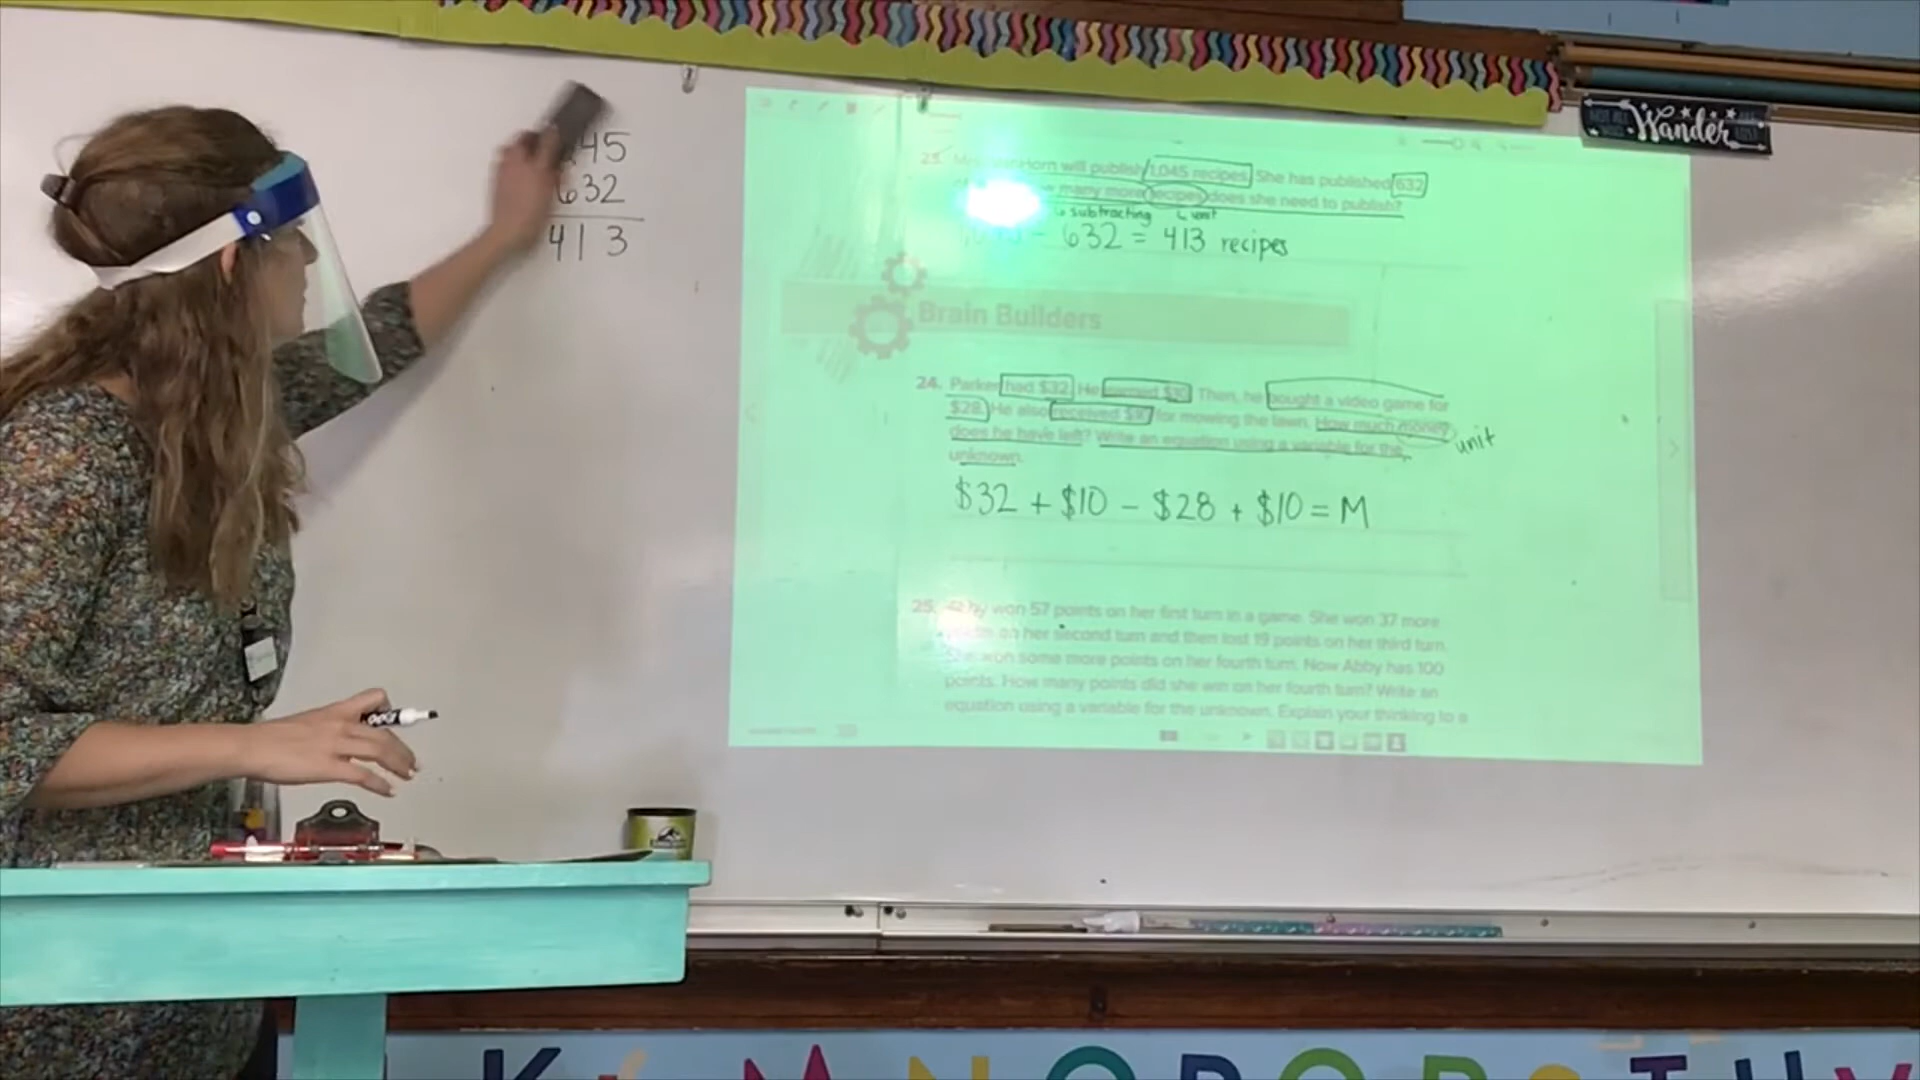 45
632
413
Wander
23. Horn will publish 1,045 recipes. She has published 632
many more recipes does she need to publish?
subtracting unit
- 632 = 413 recipes
Brain Builders
24. Parker had $32. He earned $10. Then, he bought a video game for
$28. He also received $10 for mowing the lawn. How much money
does he have left? Write an equation using a variable for the
unknown.
unit
$32 + $10 - $28 + $10 = M
25. Abby won 57 points on her first turn in a game. She won 37 more
points on her second turn and then lost 19 points on her third turn.
She won some more points on her fourth turn. Now Abby has 100
points. How many points did she win on her fourth turn? Write an
equation using a variable for the unknown. Explain your thinking to a
EXPO
K M N O P Q R S T U V